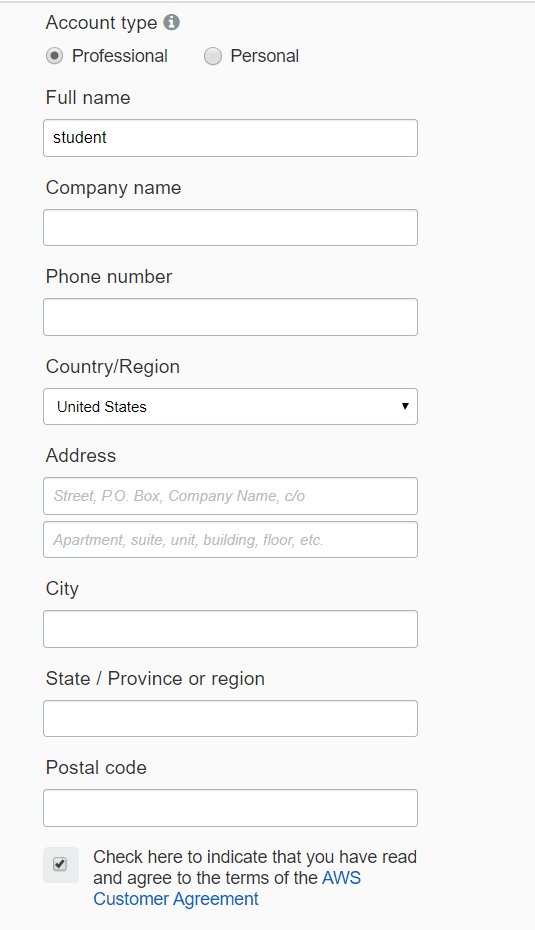 Account type
Professional Personal
Full name
student
Company name
Phone number
Country/Region
United States
Address
Street, P.O. Box, Company Name, c/o
Apartment, suite, unit, building, floor, etc.
City
State / Province or region
Postal code
Check here to indicate that you have read
and agree to the terms of the AWS
Customer Agreement